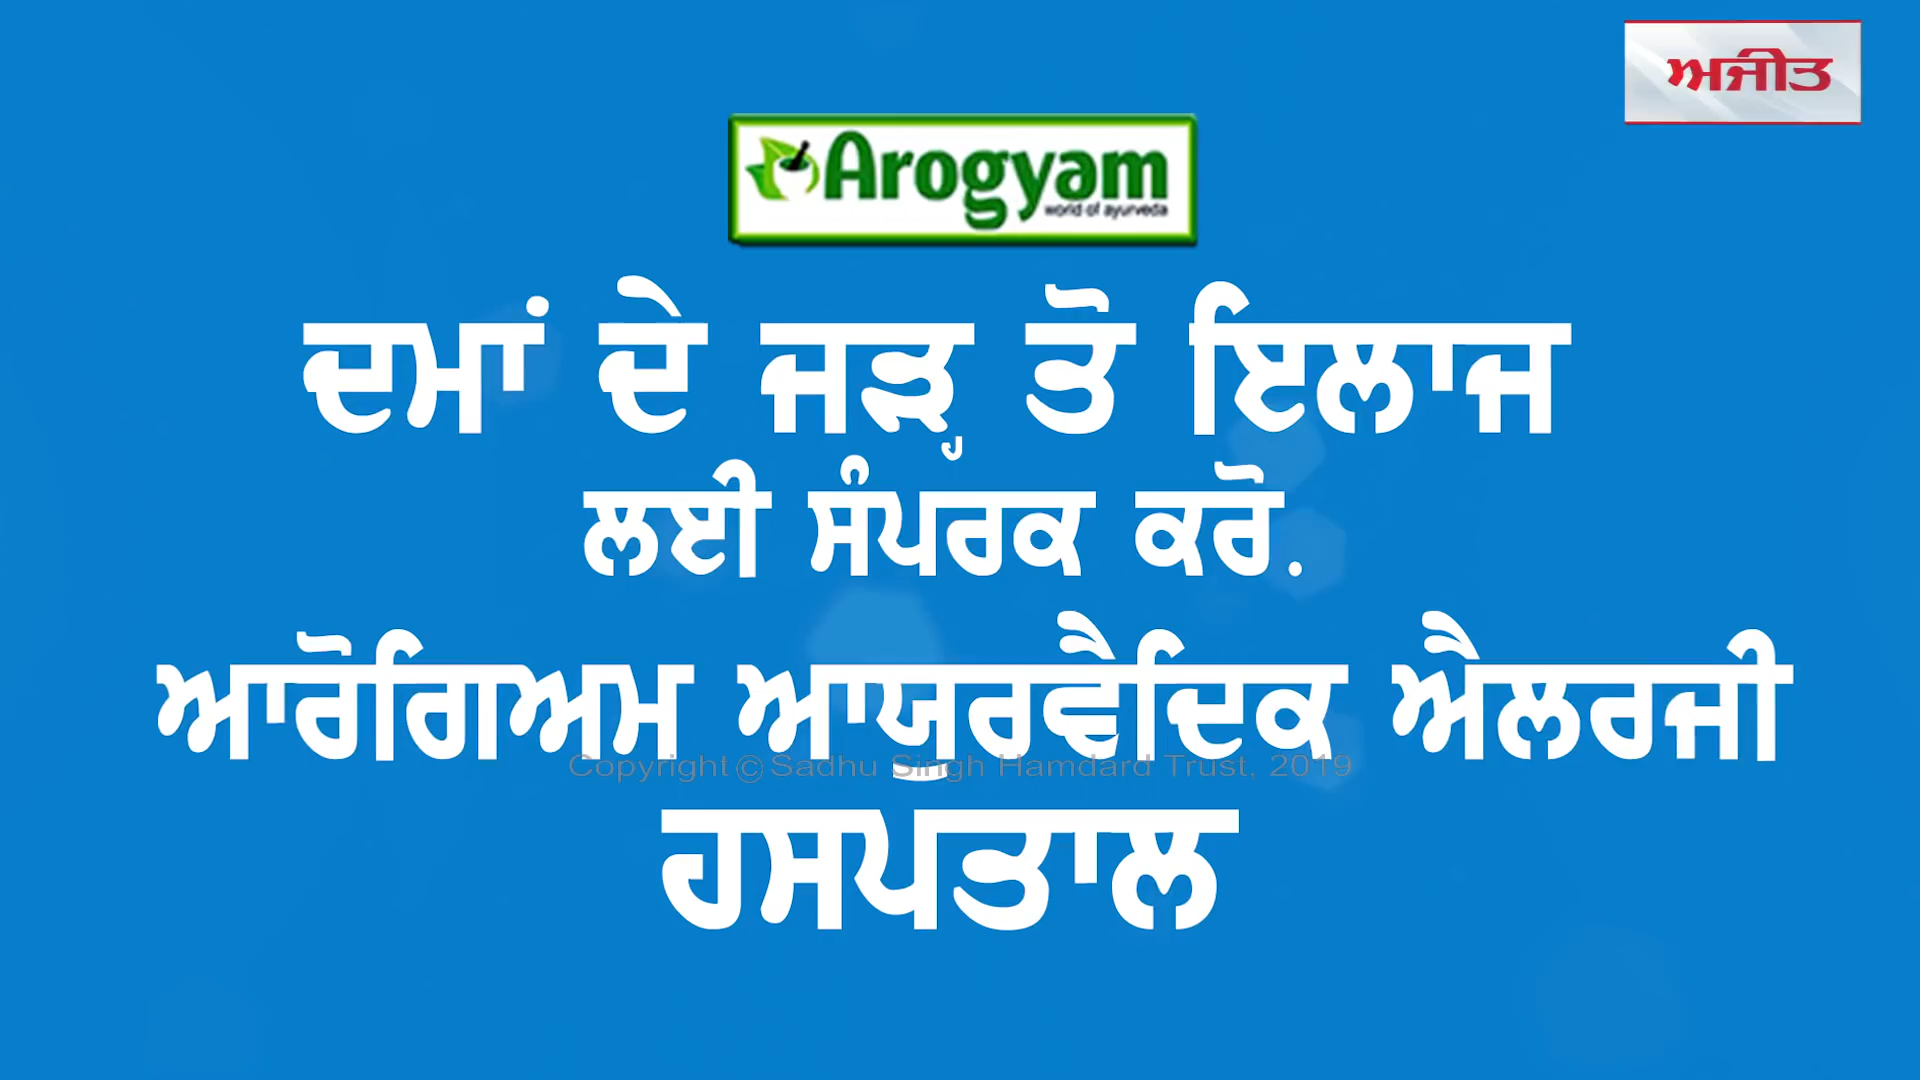 ਅਜੀਤ
Arogyam
world of ayurveda
ਦਮਾਂ ਦੇ ਜੜ੍ਹ ਤੋਂ ਇਲਾਜ
ਲਈ ਸੰਪਰਕ ਕਰੋ.
ਆਰੋਗਿਅਮ ਆਯੁਰਵੈਦਿਕ ਐਲਰਜੀ
Copyright © Sadhu Singh Hamdard Trust, 2019
ਹਸਪਤਾਲ